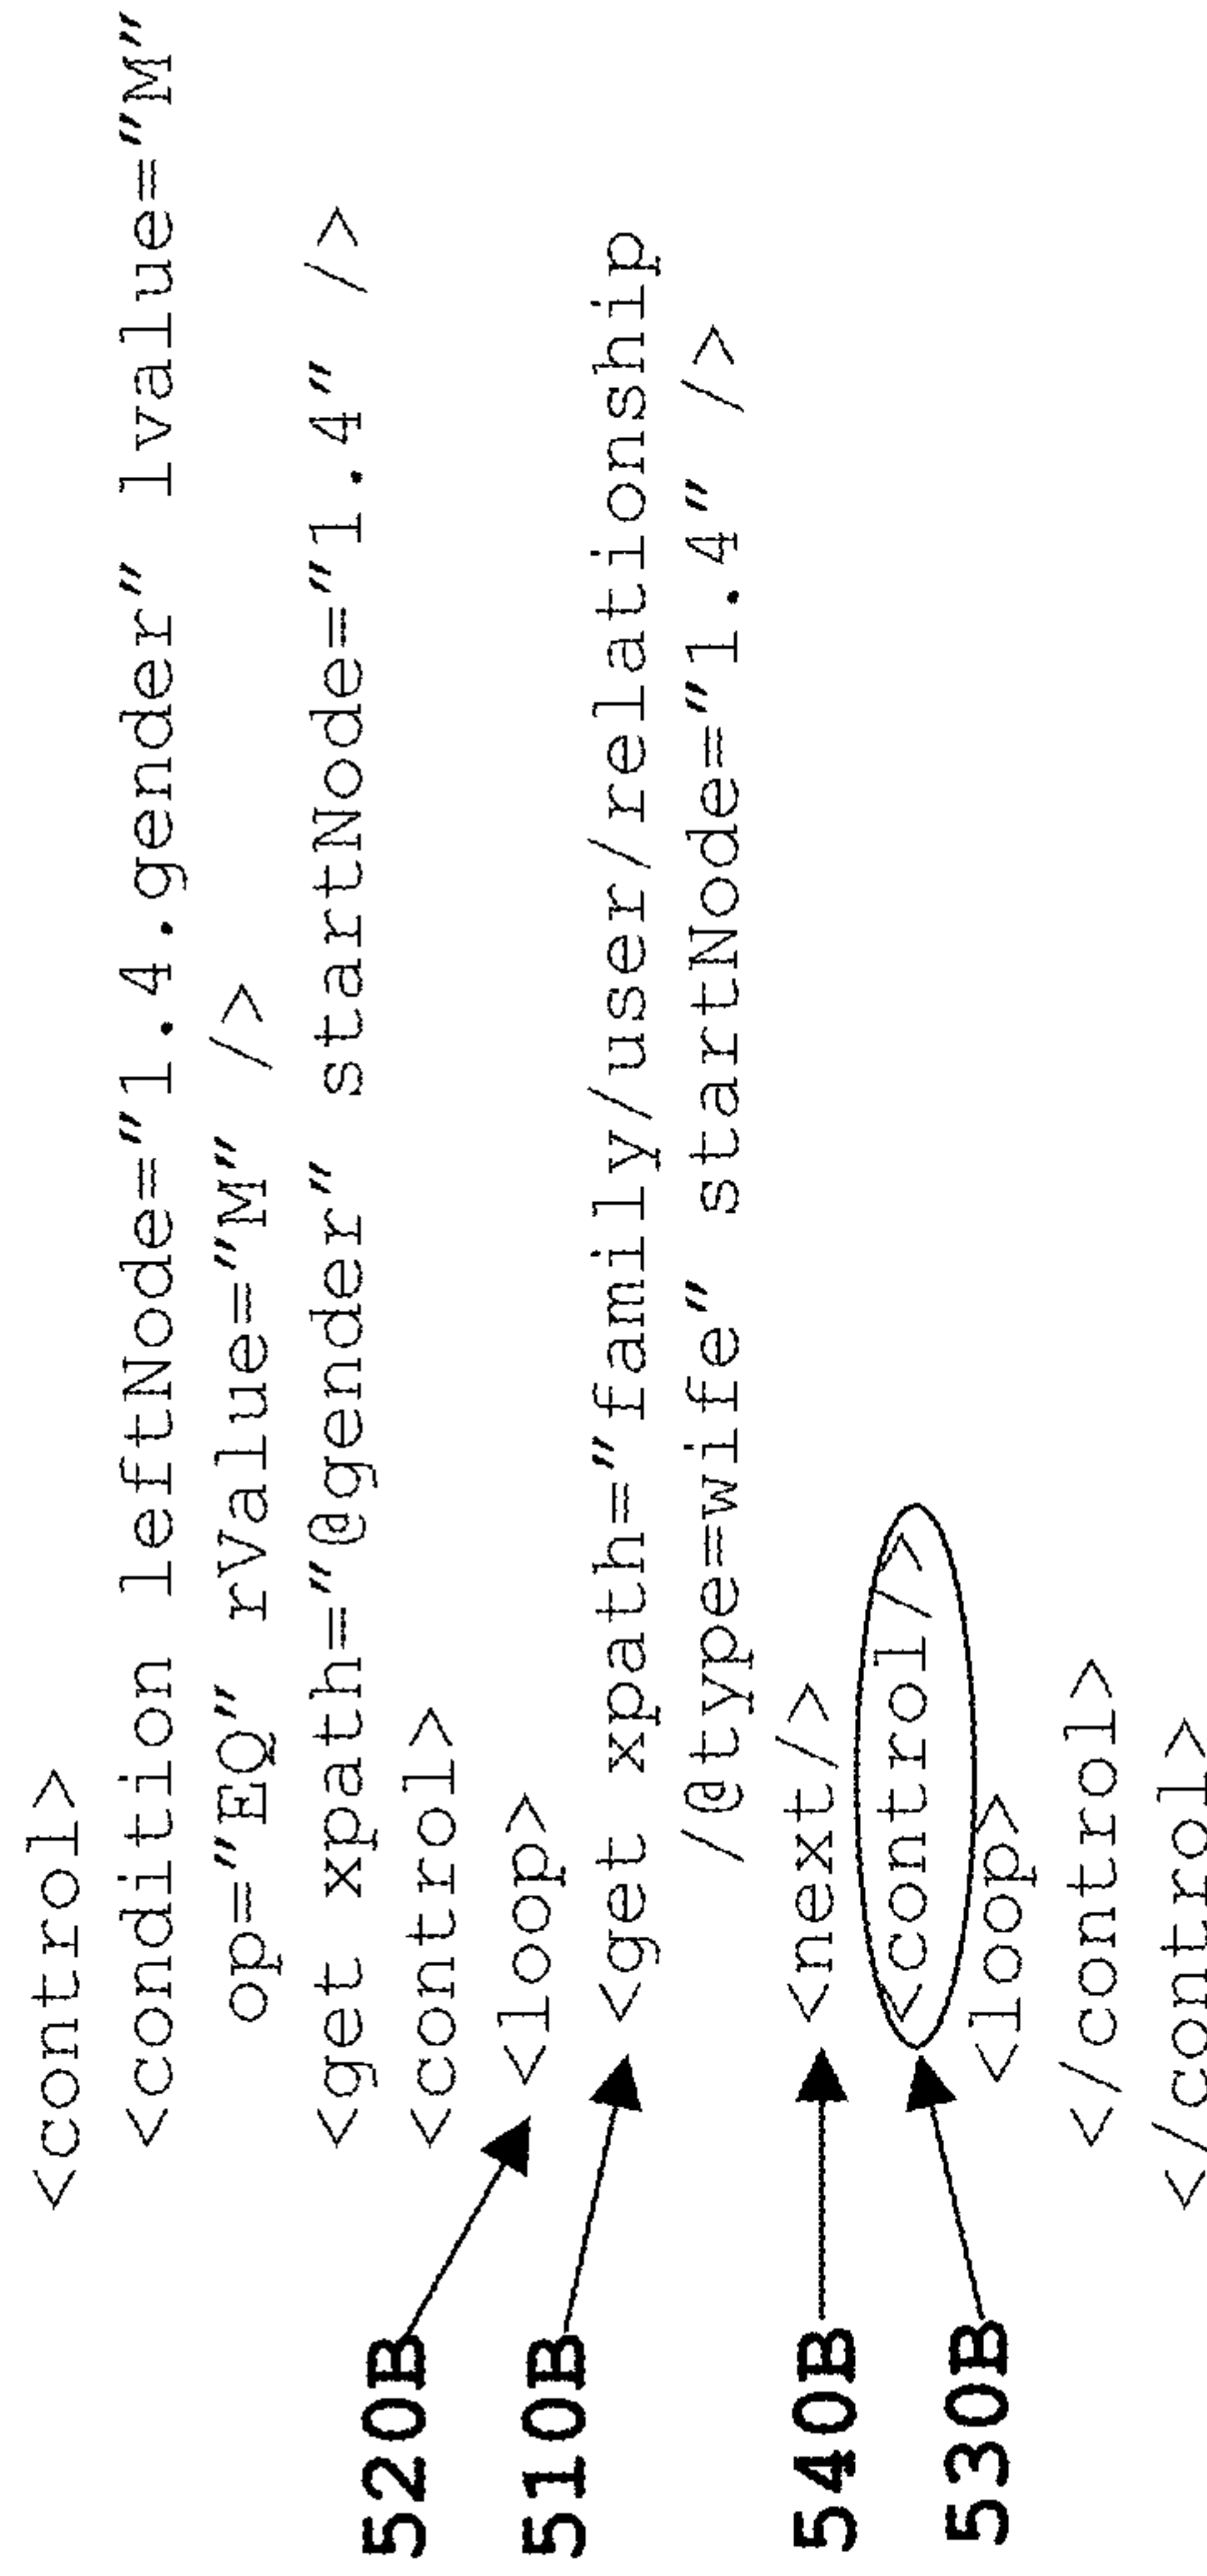 <control>
<condition leftNode="1.4.gender" lvalue="M"
op="EQ" rValue="M" />
<get xpath="@gender" startNode="1.4" />
<control>
520B <loop>
510B <get xpath="family/user/relationship
/@type=wife" startNode="1.4" />
540B <next/>
530B <control/>
<loop>
</control>
</control>